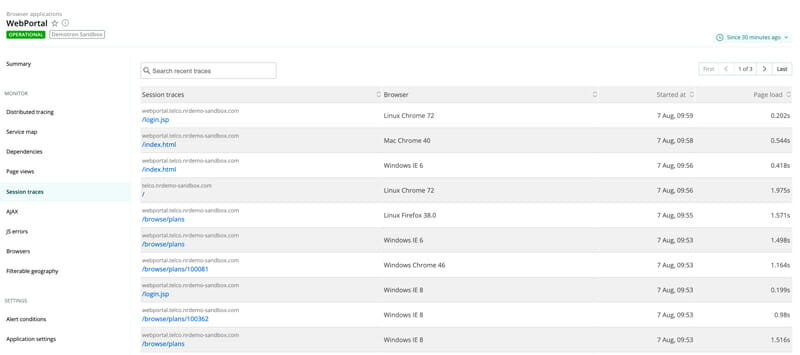 Browser applications
WebPortal
OPERATIONAL Demotron Sandbox
Since 30 minutes ago
Summary
MONITOR
Distributed tracing
Service map
Dependencies
Page views
Session traces
AJAX
JS errors
Browsers
Filterable geography
SETTINGS
Alert conditions
Application settings
Search recent traces
First 1 of 3 Last
Session traces Browser Started at Page load
webportal.telco.nrdemo-sandbox.com
/login.jsp Linux Chrome 72 7 Aug, 09:59 0.202s
webportal.telco.nrdemo-sandbox.com
/index.html Mac Chrome 40 7 Aug, 09:58 0.544s
webportal.telco.nrdemo-sandbox.com
/index.html Windows IE 6 7 Aug, 09:56 0.418s
telco.nrdemo-sandbox.com
/ Linux Chrome 72 7 Aug, 09:56 1.975s
webportal.telco.nrdemo-sandbox.com
/browse/plans Linux Firefox 38.0 7 Aug, 09:55 1.571s
webportal.telco.nrdemo-sandbox.com
/browse/plans Windows IE 6 7 Aug, 09:53 1.498s
webportal.telco.nrdemo-sandbox.com
/browse/plans/100081 Windows Chrome 46 7 Aug, 09:53 1.164s
webportal.telco.nrdemo-sandbox.com
/login.jsp Windows IE 8 7 Aug, 09:53 0.199s
webportal.telco.nrdemo-sandbox.com
/browse/plans/100362 Windows IE 8 7 Aug, 09:53 0.98s
webportal.telco.nrdemo-sandbox.com
/browse/plans Windows IE 8 7 Aug, 09:53 1.516s